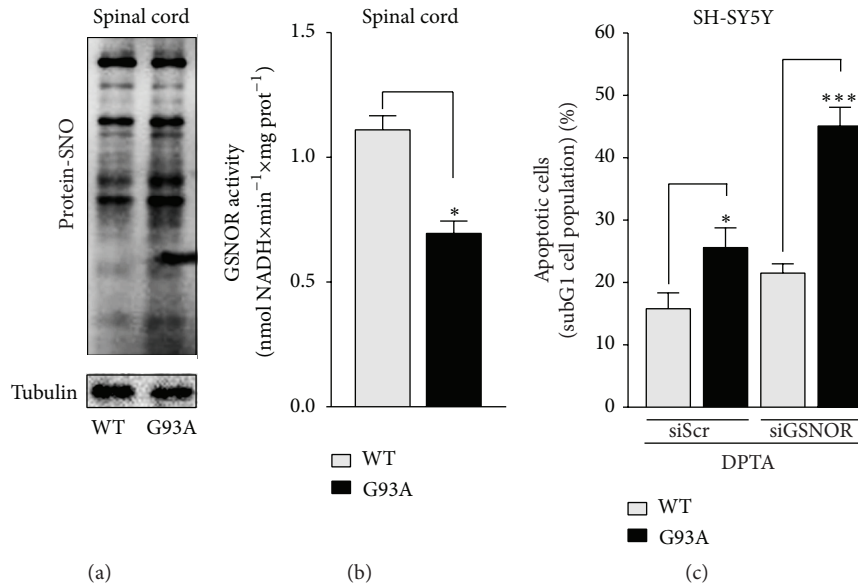 Spinal cord
Protein-SNO
Tubulin
WT G93A
(a)
Spinal cord
GSNOR activity
(nmol NADH×min⁻¹×mg prot⁻¹)
1.5
1.0
0.5
0.0
*
WT
G93A
(b)
SH-SY5Y
Apoptotic cells
(subG1 cell population) (%)
60
50
40
30
20
10
0
*
***
siScr siGSNOR
DPTA
WT
G93A
(c)